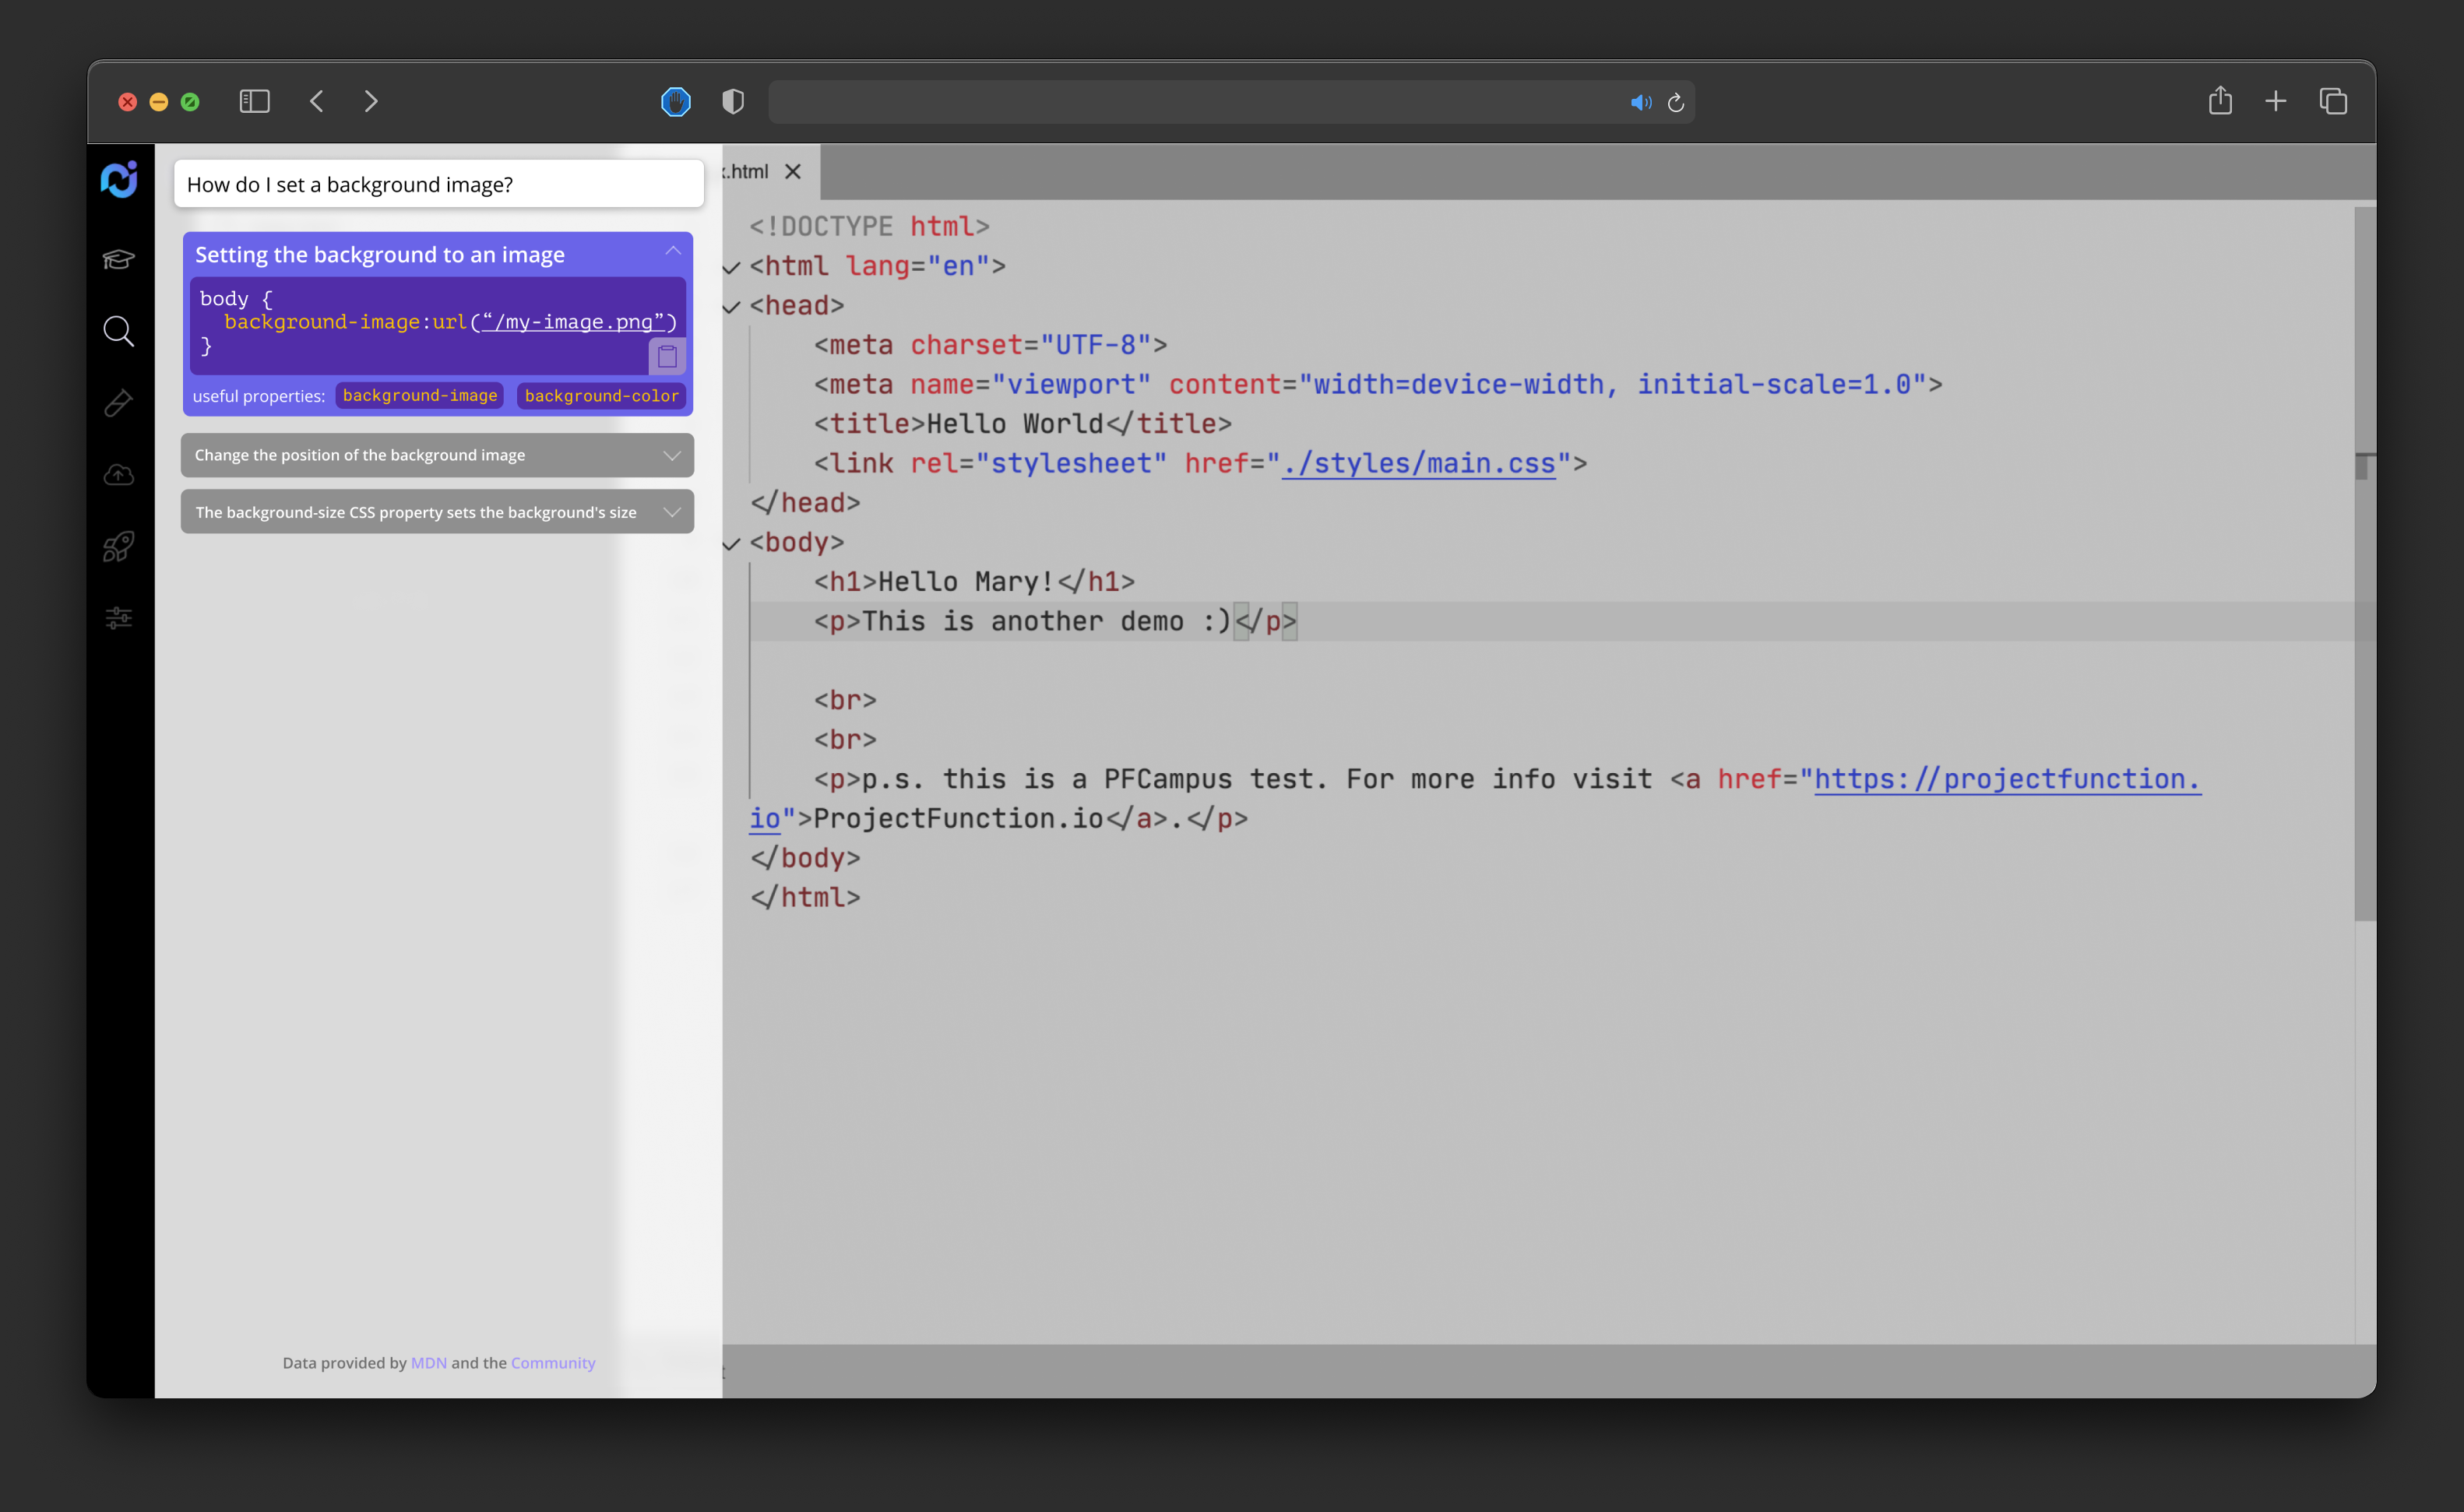 How do I set a background image?
Setting the background to an image
body {
  background-image:url(“/my-image.png”)
}
useful properties: background-image background-color
Change the position of the background image
The background-size CSS property sets the background's size
Data provided by MDN and the Community
.html
<!DOCTYPE html>
<html lang="en">
<head>
    <meta charset="UTF-8">
    <meta name="viewport" content="width=device-width, initial-scale=1.0">
    <title>Hello World</title>
    <link rel="stylesheet" href="./styles/main.css">
</head>
<body>
    <h1>Hello Mary!</h1>
    <p>This is another demo :)</p>
    <br>
    <br>
    <p>p.s. this is a PFCampus test. For more info visit <a href="https://projectfunction.
io">ProjectFunction.io</a>.</p>
</body>
</html>